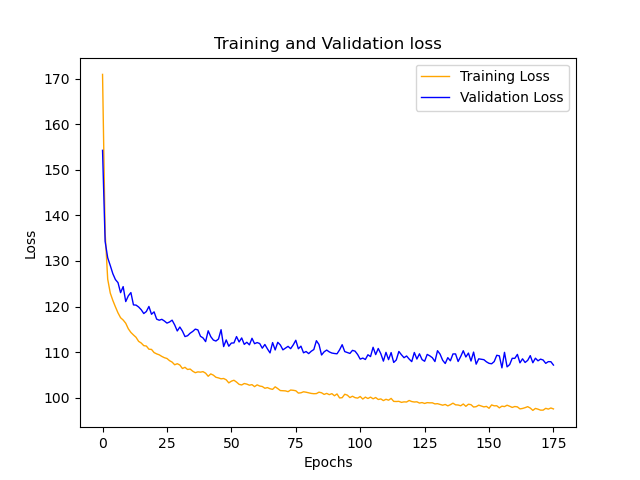 Training and Validation loss
Training Loss
Validation Loss
170
160
150
140
130
120
110
100
Loss
0 25 50 75 100 125 150 175
Epochs